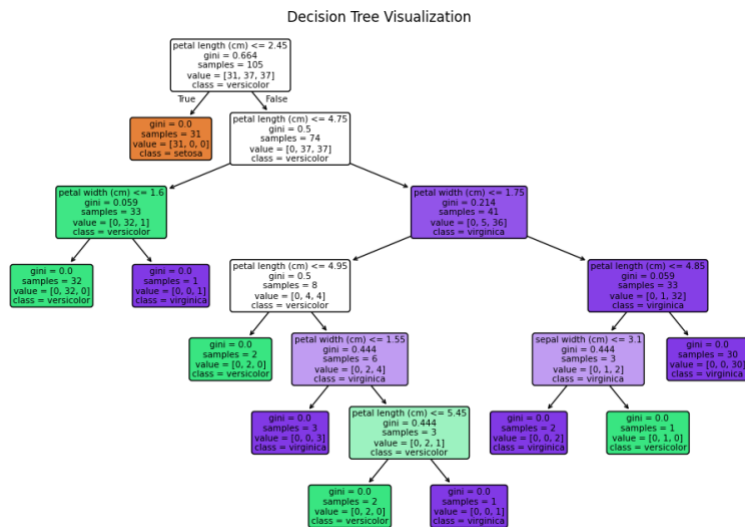 Decision Tree Visualization
petal length (cm) <= 2.45
gini = 0.664
samples = 105
value = [31, 37, 37]
class = versicolor
True
False
gini = 0.0
samples = 31
value = [31, 0, 0]
class = setosa
petal length (cm) <= 4.75
gini = 0.5
samples = 74
value = [0, 37, 37]
class = versicolor
petal width (cm) <= 1.6
gini = 0.059
samples = 33
value = [0, 32, 1]
class = versicolor
petal width (cm) <= 1.75
gini = 0.214
samples = 41
value = [0, 5, 36]
class = virginica
gini = 0.0
samples = 32
value = [0, 32, 0]
class = versicolor
gini = 0.0
samples = 1
value = [0, 0, 1]
class = virginica
petal length (cm) <= 4.95
gini = 0.5
samples = 8
value = [0, 4, 4]
class = versicolor
petal length (cm) <= 4.85
gini = 0.059
samples = 33
value = [0, 1, 32]
class = virginica
gini = 0.0
samples = 2
value = [0, 2, 0]
class = versicolor
petal width (cm) <= 1.55
gini = 0.444
samples = 6
value = [0, 2, 4]
class = virginica
sepal width (cm) <= 3.1
gini = 0.444
samples = 3
value = [0, 1, 2]
class = virginica
gini = 0.0
samples = 30
value = [0, 0, 30]
class = virginica
gini = 0.0
samples = 3
value = [0, 0, 3]
class = virginica
petal length (cm) <= 5.45
gini = 0.444
samples = 3
value = [0, 2, 1]
class = versicolor
gini = 0.0
samples = 2
value = [0, 0, 2]
class = virginica
gini = 0.0
samples = 1
value = [0, 1, 0]
class = versicolor
gini = 0.0
samples = 2
value = [0, 2, 0]
class = versicolor
gini = 0.0
samples = 1
value = [0, 0, 1]
class = virginica